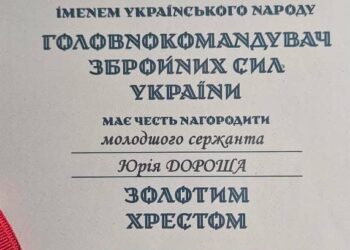 ІМЕНЕМ УКРАЇНСЬКОГО НАРОДУ
ГОЛОВНОКОМАНДУВАЧ
ЗБРОЙНИХ СИЛ
УКРАЇНИ
МАЄ ЧЕСТЬ НАГОРОДИТИ
молодшого сержанта
Юрія ДОРОША
ЗОЛОТИМ
ХРЕСТОМ